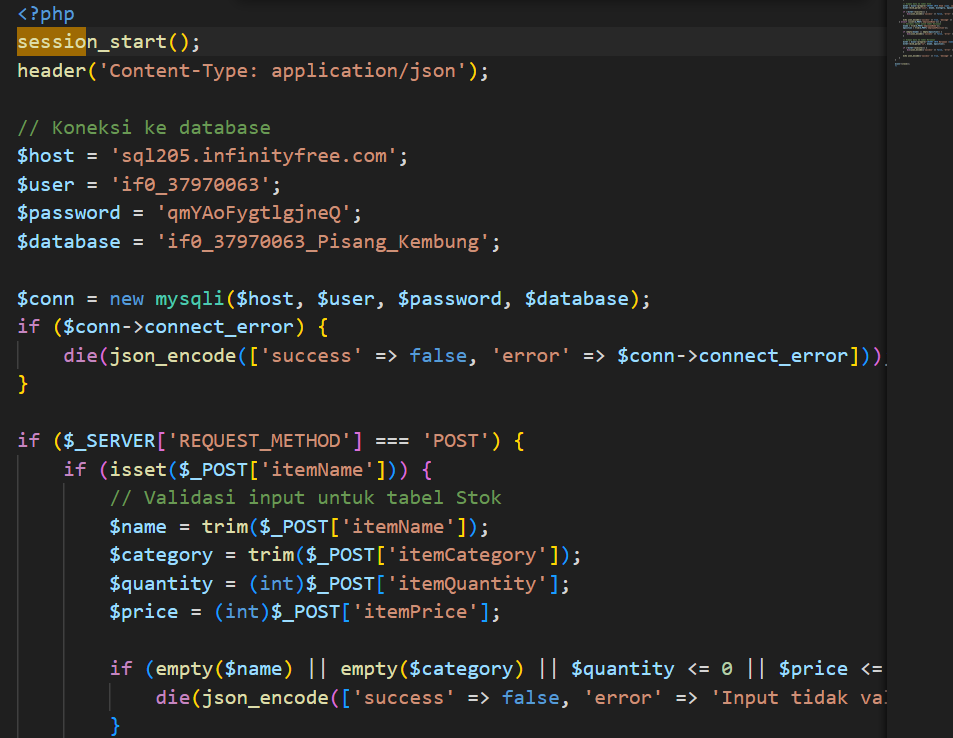 <?php
session_start();
header('Content-Type: application/json');
// Koneksi ke database
$host = 'sql205.infinityfree.com';
$user = 'if0_37970063';
$password = 'qmYAoFygtlgjneQ';
$database = 'if0_37970063_Pisang_Kembung';
$conn = new mysqli($host, $user, $password, $database);
if ($conn->connect_error) {
die(json_encode(['success' => false, 'error' => $conn->connect_error]))
}
if ($_SERVER['REQUEST_METHOD'] === 'POST') {
if (isset($_POST['itemName'])) {
// Validasi input untuk tabel Stok
$name = trim($_POST['itemName']);
$category = trim($_POST['itemCategory']);
$quantity = (int)$_POST['itemQuantity'];
$price = (int)$_POST['itemPrice'];
if (empty($name) || empty($category) || $quantity <= 0 || $price <=
die(json_encode(['success' => false, 'error' => 'Input tidak
}